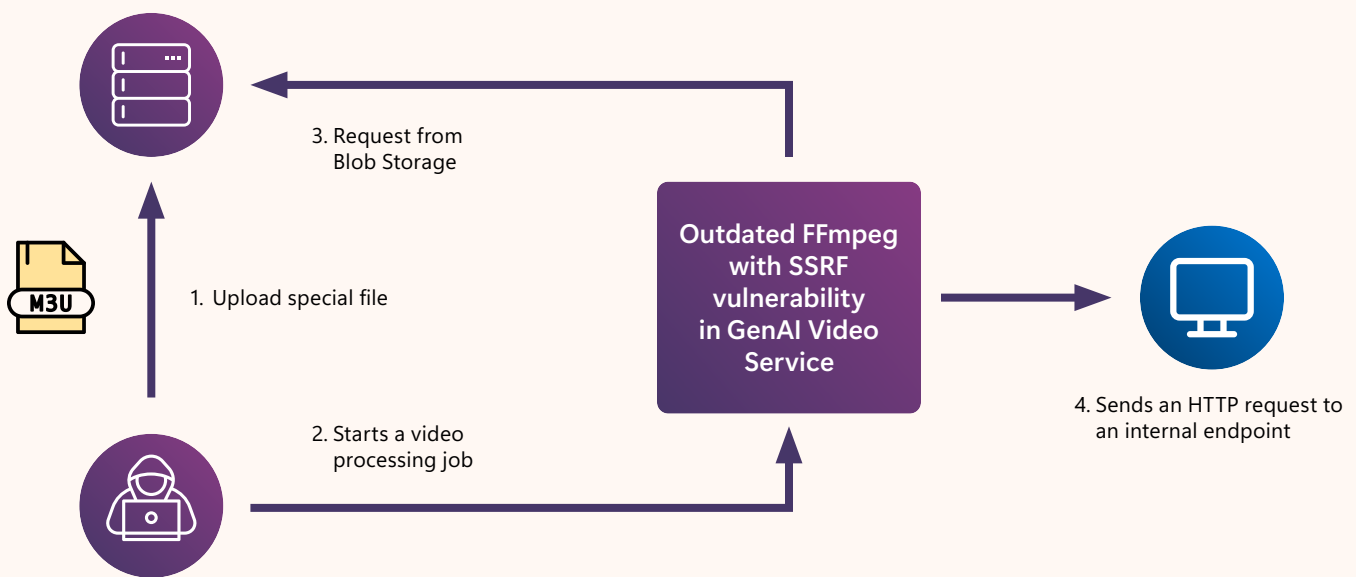 3. Request from
Blob Storage
M3U
1. Upload special file
Outdated FFmpeg
with SSRF
vulnerability
in GenAI Video
Service
2. Starts a video
processing job
4. Sends an HTTP request to
an internal endpoint